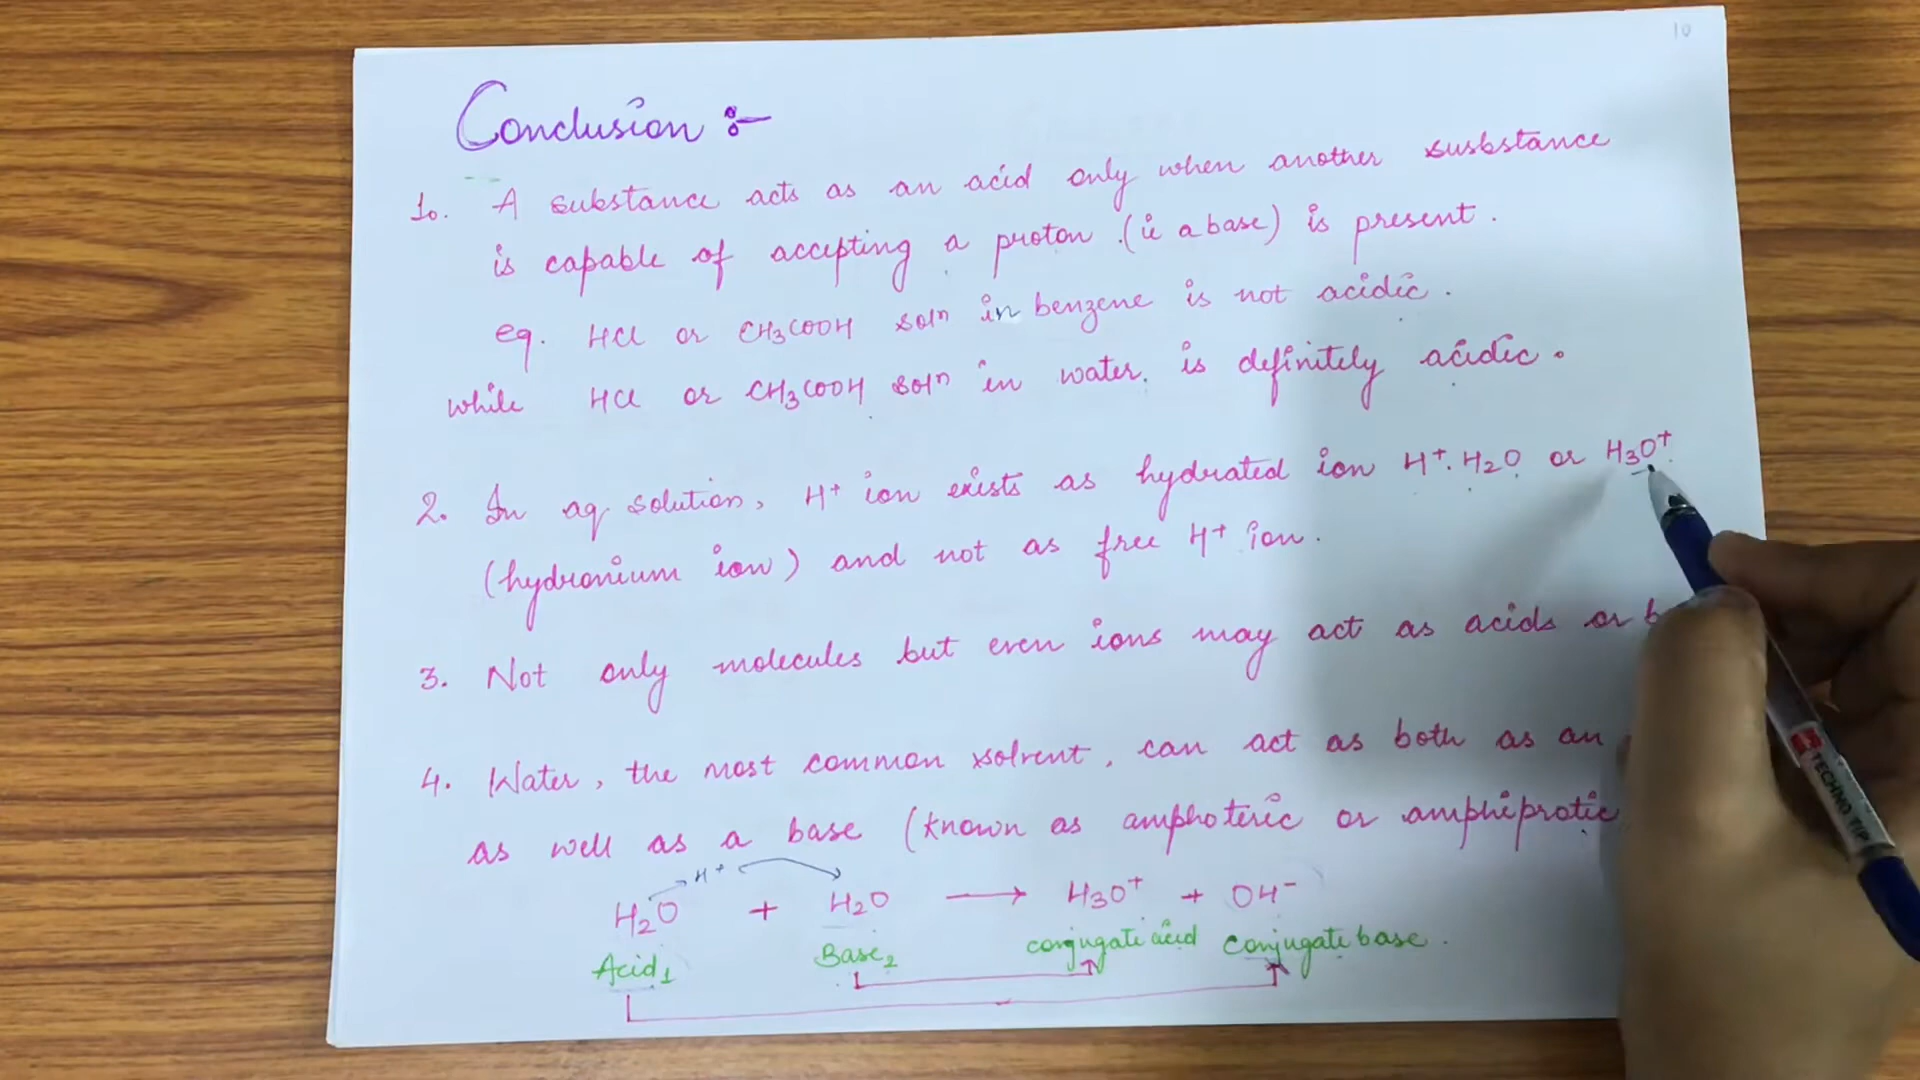 10
Conclusion :-
1. A substance acts as an acid only when another susbstance
is capable of accepting a proton (ie a base) is present.
eg. HCl or CH3COOH soln in benzene is not acidic.
while HCl or CH3COOH soln in water, is definitely acidic.
2. In aq solution, H+ ion exists as hydrated ion H+.H2O or H3O+
(hydronium ion) and not as free H+ ion.
3. Not only molecules but even ions may act as acids or b
4. Water, the most common solvent, can act as both as an
as well as a base (known as amphoteric or amphiprotic
H+
H2O + H2O ⟶ H3O+ + OH-
Acid1 Base2 conjugate acid Conjugate base.
TECHNO TIP